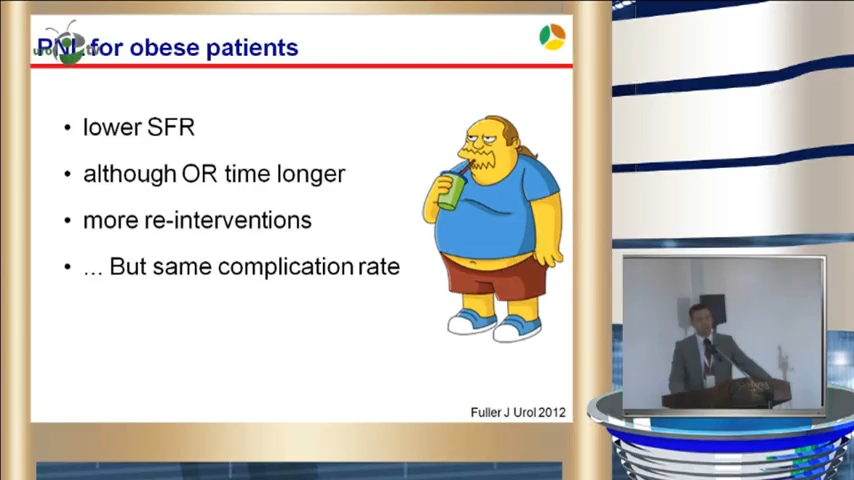 PNL for obese patients
• lower SFR
• although OR time longer
• more re-interventions
• ... But same complication rate
Fuller J Urol 2012